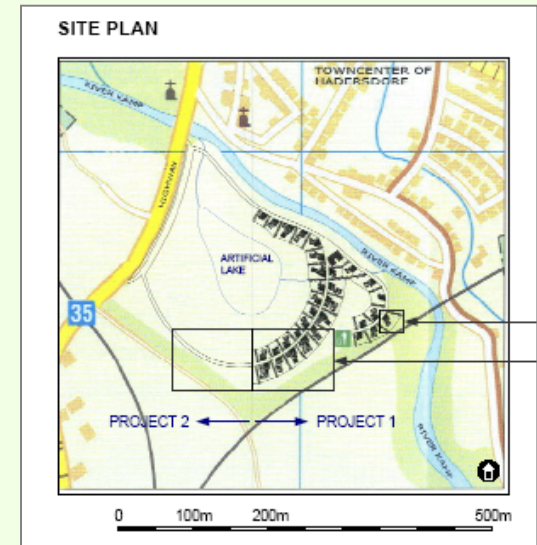 SITE PLAN
TOWNCENTER OF
HADERSDORF
RIVER KAMP
HIGHWAY
ARTIFICIAL
LAKE
RIVER KAMP
35
PROJECT 2
PROJECT 1
RIVER KAMP
0 100m 200m 500m